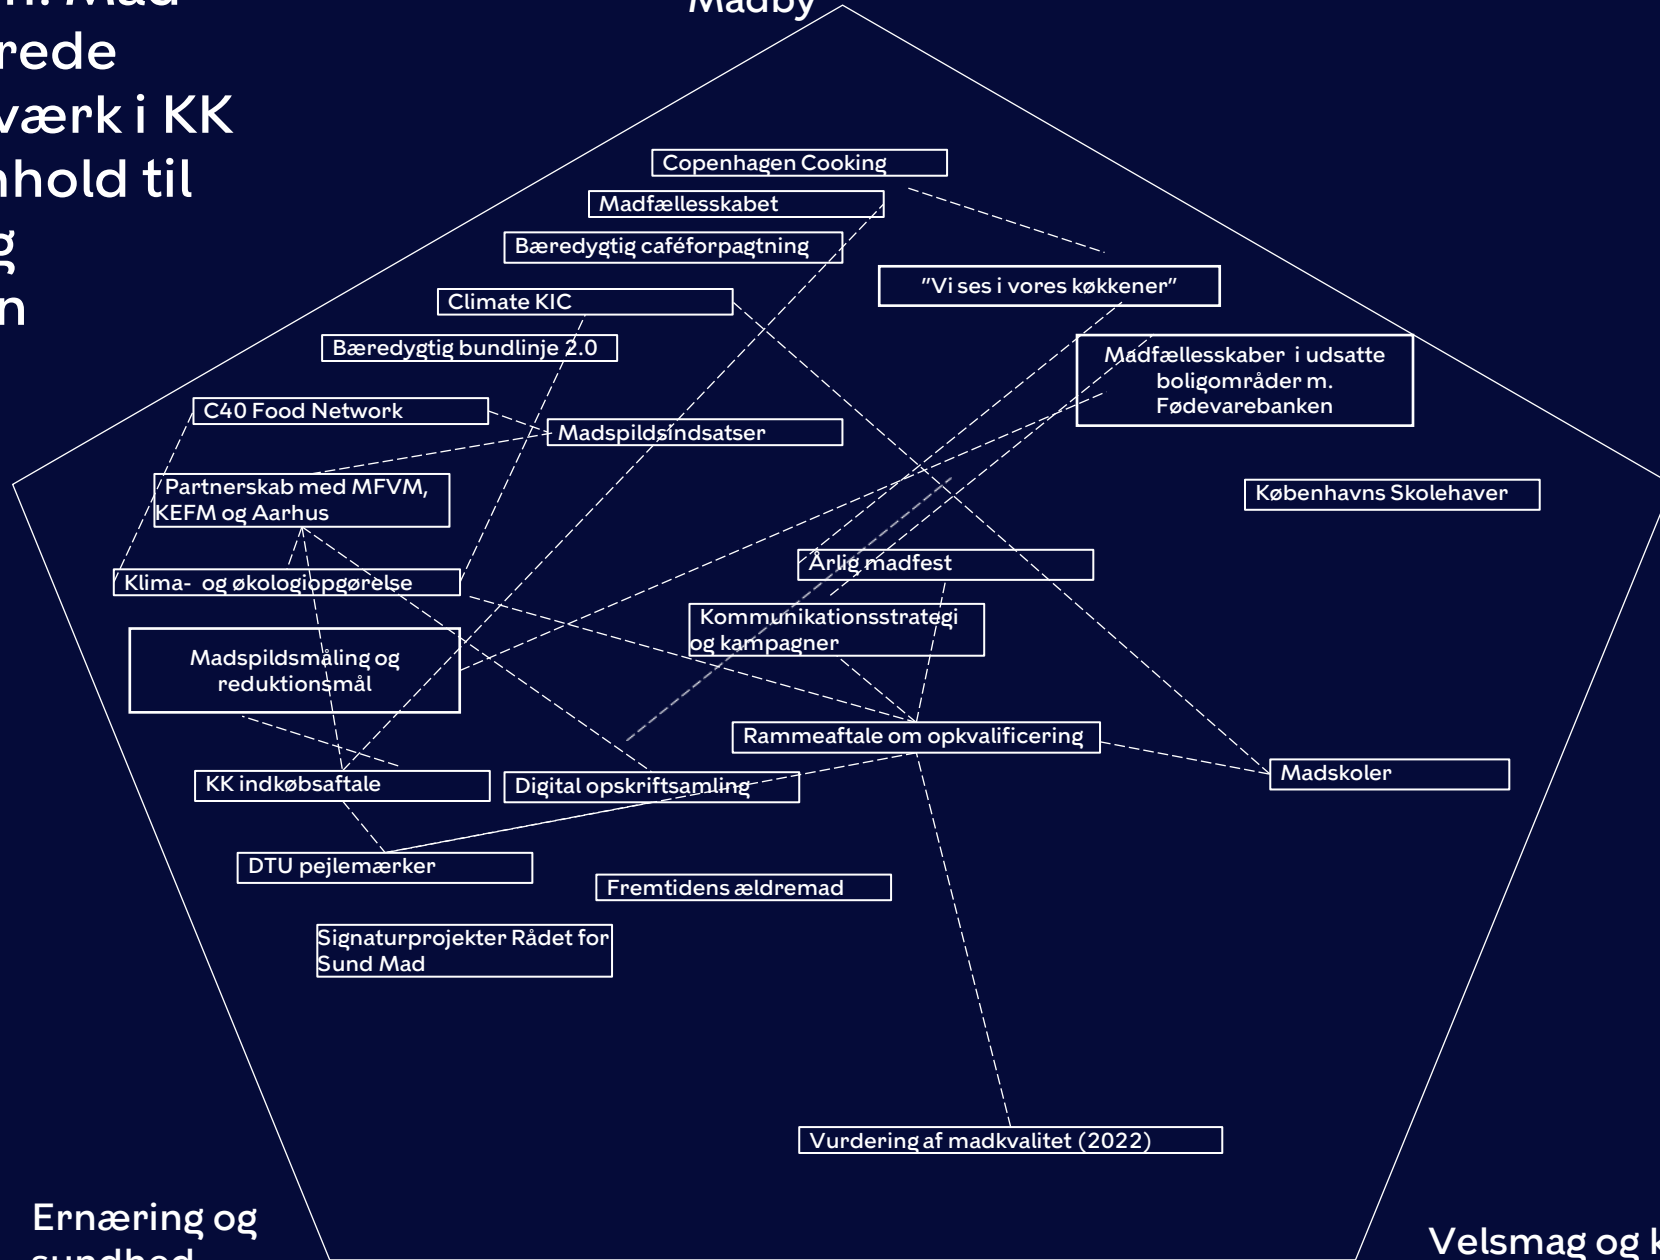 Mad
rede
værk i KK
nhold til
g
n
Madby
Copenhagen Cooking
Madfællesskabet
Bæredygtig caféforpagtning
"Vi ses i vores køkkener"
Climate KIC
Bæredygtig bundlinje 2.0
Madfællesskaber i udsatte
boligområder m.
Fødevarebanken
C40 Food Network
Madspildsindsatser
Partnerskab med MFVM,
KEFM og Aarhus
Københavns Skolehaver
Årlig madfest
Klima- og økologiopgørelse
Kommunikationsstrategi
og kampagner
Madspildsmåling og
reduktionsmål
Rammeaftale om opkvalificering
Madskoler
KK indkøbsaftale
Digital opskriftsamling
DTU pejlemærker
Fremtidens ældremad
Signaturprojekter Rådet for
Sund Mad
Vurdering af madkvalitet (2022)
Ernæring og
sundhed
Velsmag og k